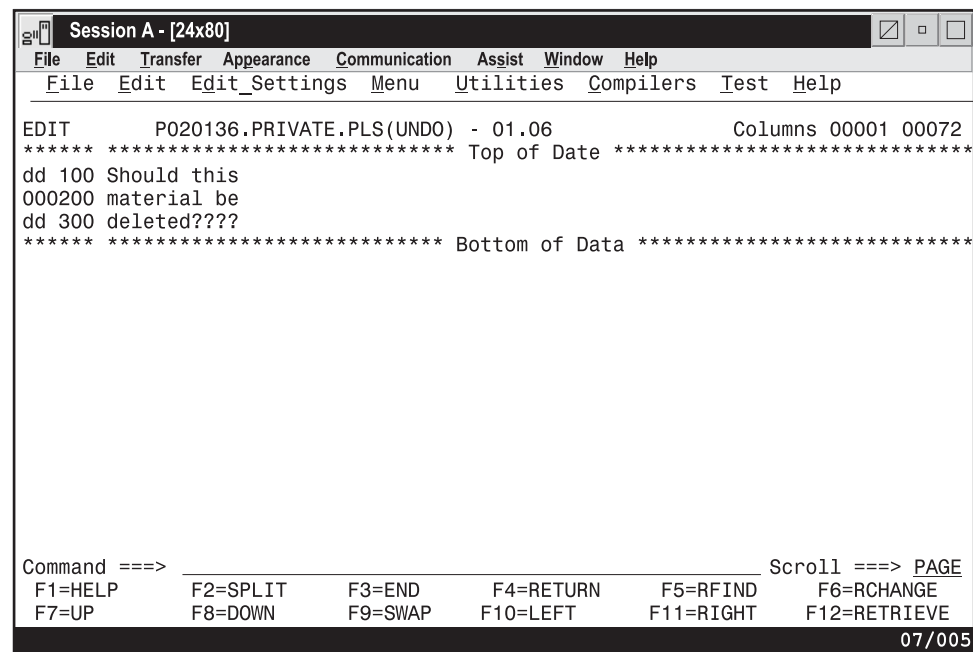 Session A - [24x80]
File Edit Transfer Appearance Communication Assist Window Help
File Edit Edit_Settings Menu Utilities Compilers Test Help
EDIT P020136.PRIVATE.PLS(UNDO) - 01.06 Columns 00001 00072
****** ***************************** Top of Date ******************************
dd 100 Should this
000200 material be
dd 300 deleted????
****** **************************** Bottom of Data ****************************
Command ===> Scroll ===> PAGE
F1=HELP F2=SPLIT F3=END F4=RETURN F5=RFIND F6=RCHANGE
F7=UP F8=DOWN F9=SWAP F10=LEFT F11=RIGHT F12=RETRIEVE
07/005